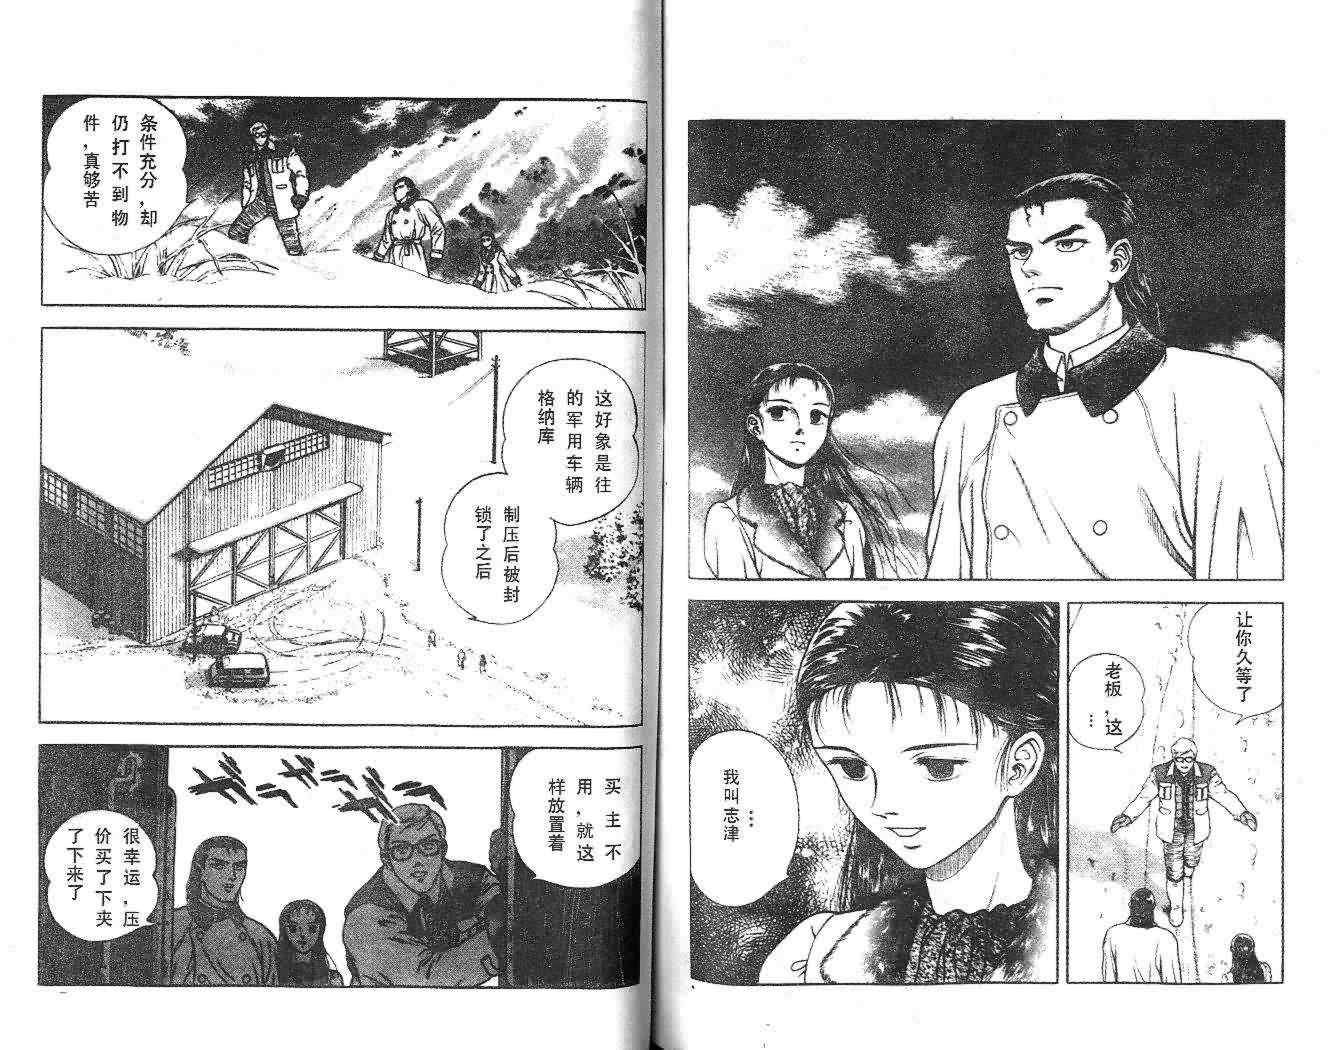 让你久等了
老板，这
…
…
我叫志津
条件充分，却
仍打不到物
件，真够苦
这好象是往
的军用车辆
格纳库
制压后被封
锁了之后
买主不
用，就这
样放置着
很幸运，压
价买了下夹
了下来了